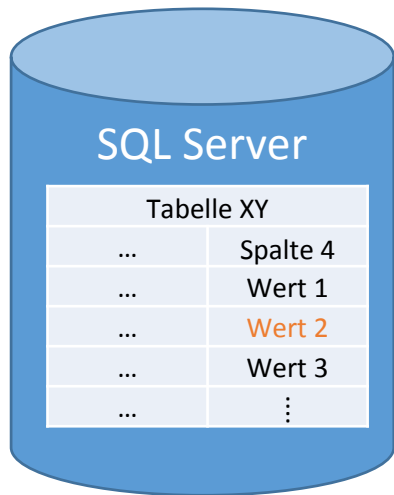 SQL Server
Tabelle XY
... Spalte 4
... Wert 1
... Wert 2
... Wert 3
... ⋮